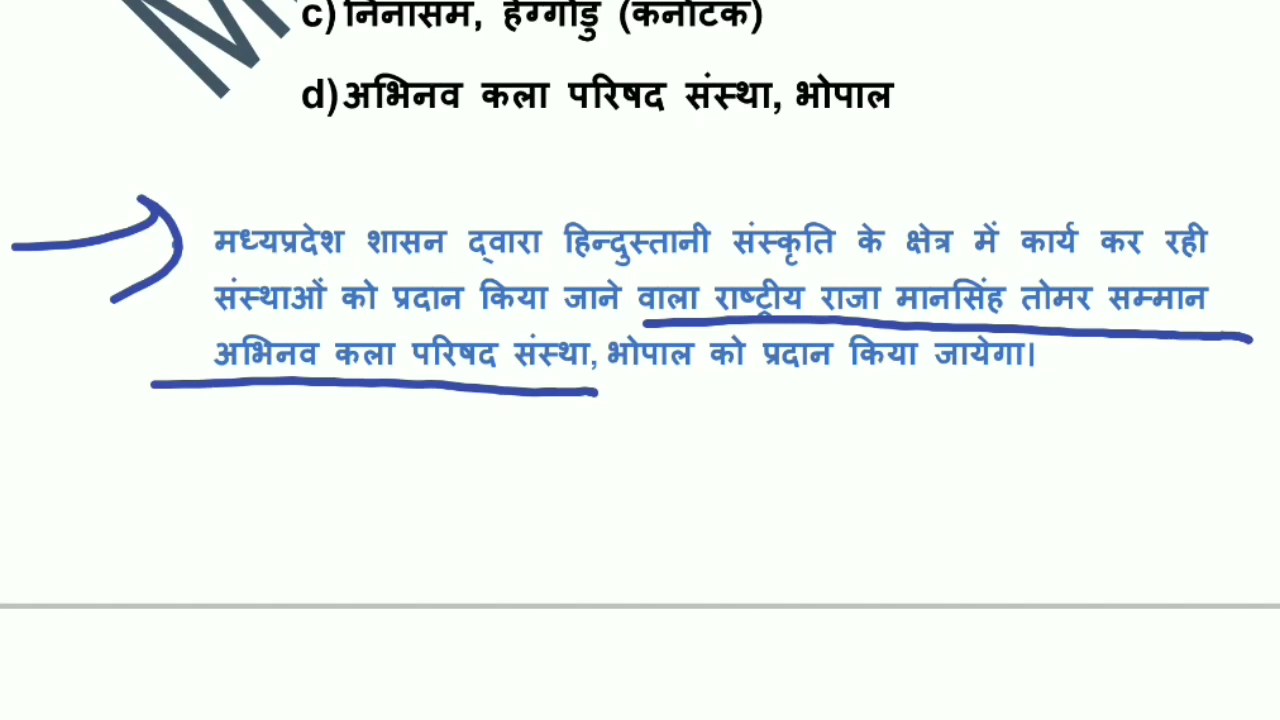 c) निनासम, हेग्गोडु (कर्नाटक)
d) अभिनव कला परिषद संस्था, भोपाल
मध्यप्रदेश शासन द्वारा हिन्दुस्तानी संस्कृति के क्षेत्र में कार्य कर रही
संस्थाओं को प्रदान किया जाने वाला राष्ट्रीय राजा मानसिंह तोमर सम्मान
अभिनव कला परिषद संस्था, भोपाल को प्रदान किया जायेगा।